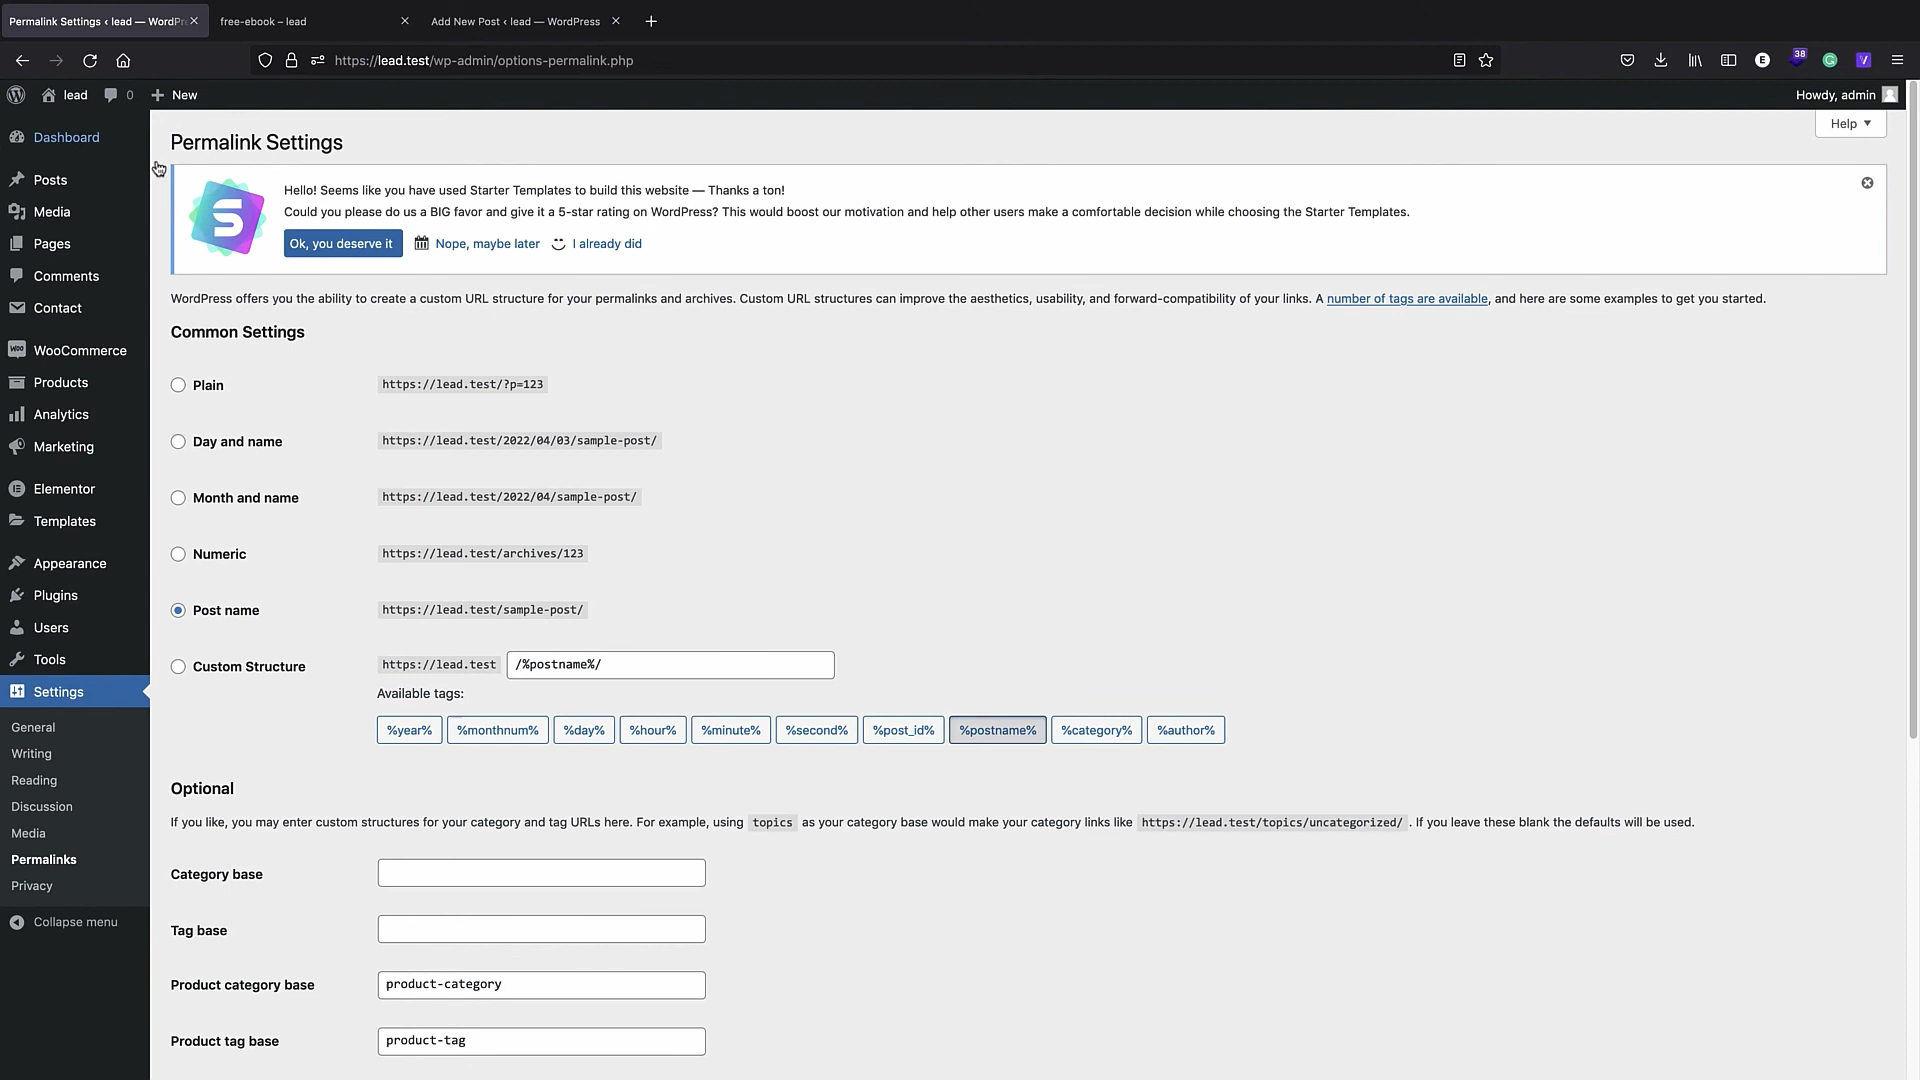 Permalink Settings ‹ lead — WordPr
free-ebook – lead
Add New Post ‹ lead — WordPress
https://lead.test/wp-admin/options-permalink.php
38
lead
0
New
Howdy, admin
Dashboard
Posts
Media
Pages
Comments
Contact
WooCommerce
Products
Analytics
Marketing
Elementor
Templates
Appearance
Plugins
Users
Tools
Settings
General
Writing
Reading
Discussion
Media
Permalinks
Privacy
Collapse menu
Help
Permalink Settings
Hello! Seems like you have used Starter Templates to build this website — Thanks a ton!
Could you please do us a BIG favor and give it a 5-star rating on WordPress? This would boost our motivation and help other users make a comfortable decision while choosing the Starter Templates.
Ok, you deserve it
Nope, maybe later
I already did
WordPress offers you the ability to create a custom URL structure for your permalinks and archives. Custom URL structures can improve the aesthetics, usability, and forward-compatibility of your links. A number of tags are available, and here are some examples to get you started.
Common Settings
Plain https://lead.test/?p=123
Day and name https://lead.test/2022/04/03/sample-post/
Month and name https://lead.test/2022/04/sample-post/
Numeric https://lead.test/archives/123
Post name https://lead.test/sample-post/
Custom Structure https://lead.test /%postname%/
Available tags:
%year% %monthnum% %day% %hour% %minute% %second% %post_id% %postname% %category% %author%
Optional
If you like, you may enter custom structures for your category and tag URLs here. For example, using topics as your category base would make your category links like https://lead.test/topics/uncategorized/ . If you leave these blank the defaults will be used.
Category base
Tag base
Product category base product-category
Product tag base product-tag